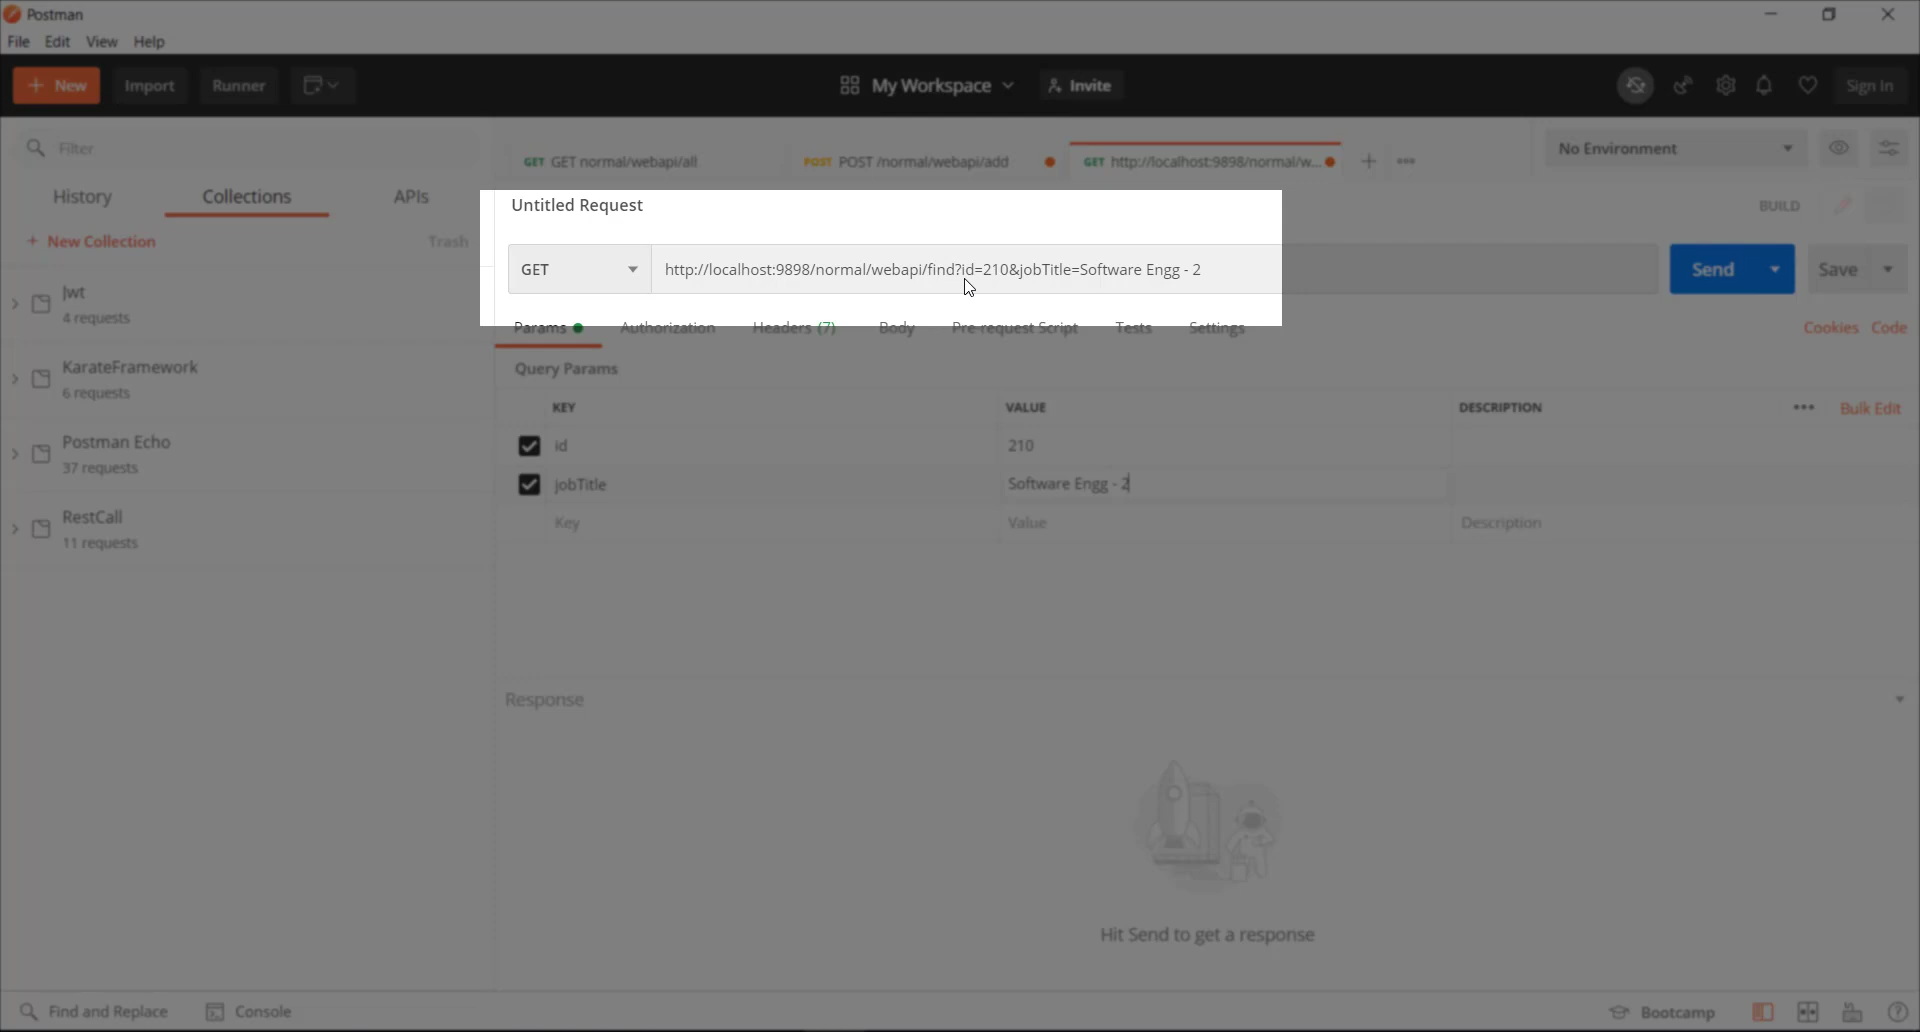 Postman
File Edit View Help
New Import Runner My Workspace Invite Sign In
Filter
GET GET normal/webapi/all POST POST /normal/webapi/add GET http://localhost:9898/normal/w... + No Environment
History Collections APIs
Untitled Request BUILD
+ New Collection Trash
GET http://localhost:9898/normal/webapi/find?id=210&jobTitle=Software Engg - 2 Send Save
Jwt
4 requests
Params Authorization Headers (7) Body Pre-request Script Tests Settings Cookies Code
KarateFramework
6 requests
Query Params
KEY VALUE DESCRIPTION Bulk Edit
id 210
Postman Echo
37 requests
jobTitle Software Engg - 2
Key Value Description
RestCall
11 requests
Response
Hit Send to get a response
Find and Replace Console Bootcamp